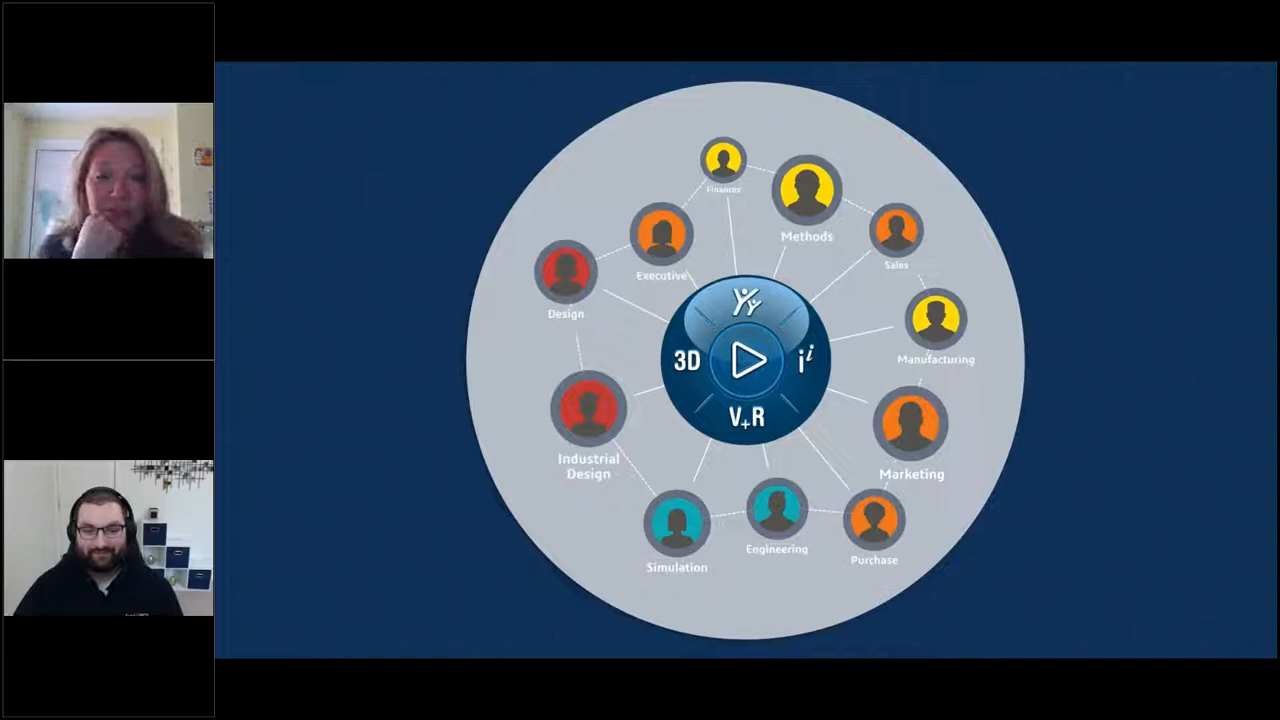 Finances
Methods
Sales
Executive
Design
Manufacturing
3D
i i
V+R
Industrial
Design
Marketing
Simulation
Engineering
Purchase